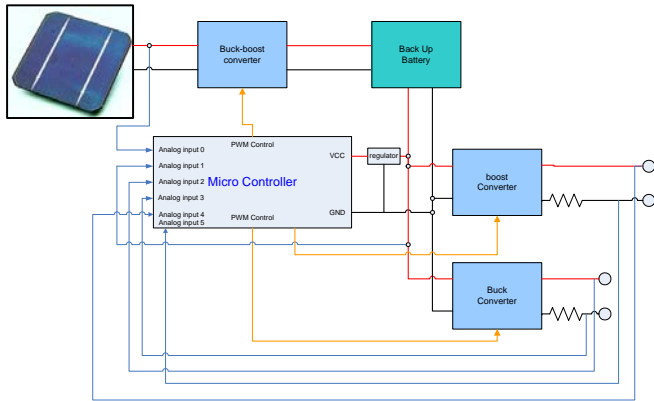 Buck-boost
converter
Back Up
Battery
PWM Control
Analog input 0
Analog input 1
Analog input 2
Analog input 3
Analog input 4
Analog input 5
Micro Controller
VCC
GND
PWM Control
regulator
boost
Converter
Buck
Converter